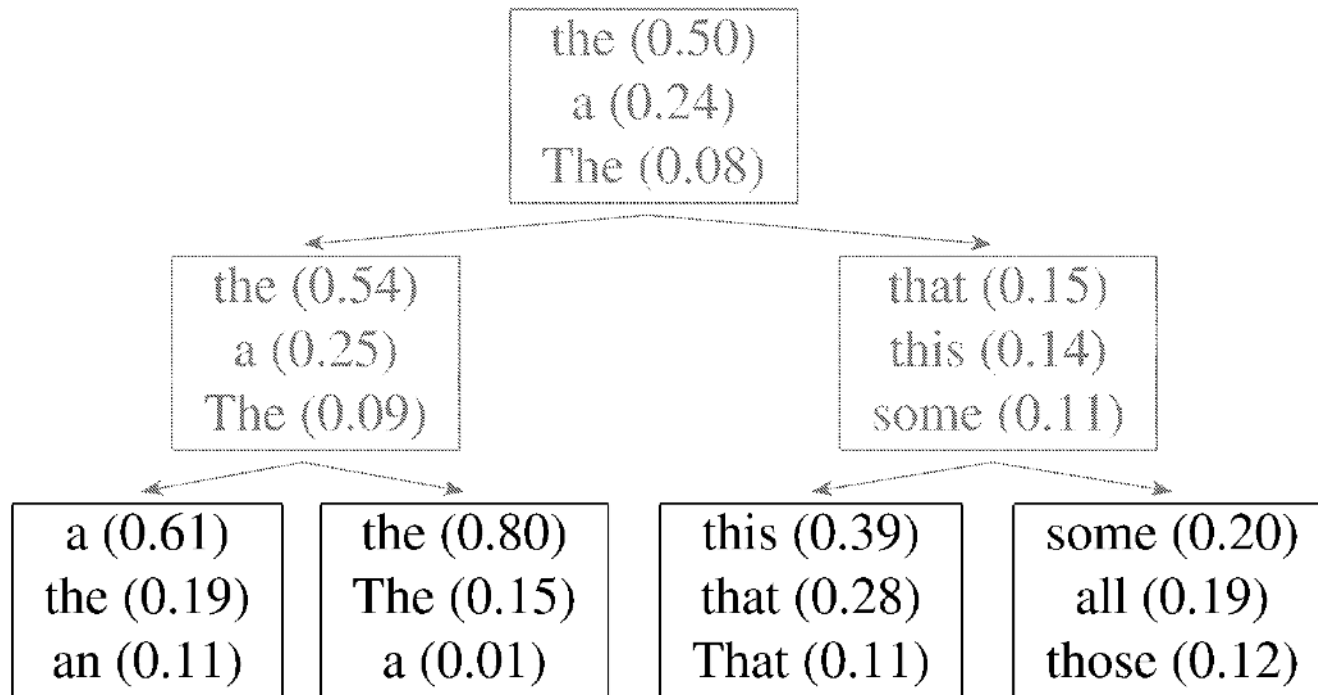 the (0.50)
a (0.24)
The (0.08)
the (0.54)
a (0.25)
The (0.09)
that (0.15)
this (0.14)
some (0.11)
a (0.61)
the (0.19)
an (0.11)
the (0.80)
The (0.15)
a (0.01)
this (0.39)
that (0.28)
That (0.11)
some (0.20)
all (0.19)
those (0.12)